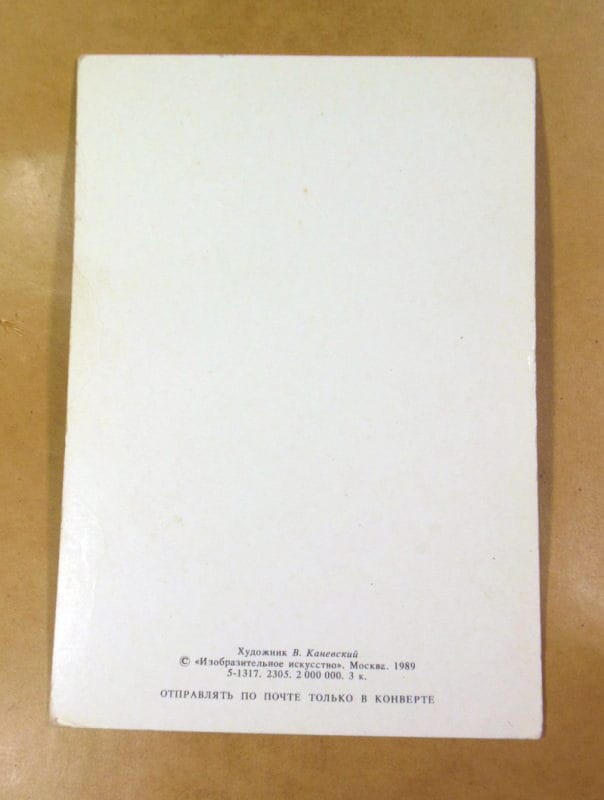 Художник В. Каневский
© «Изобразительное искусство». Москва. 1989
5-1317. 2305. 2 000 000. 3 к.
ОТПРАВЛЯТЬ ПО ПОЧТЕ ТОЛЬКО В КОНВЕРТЕ